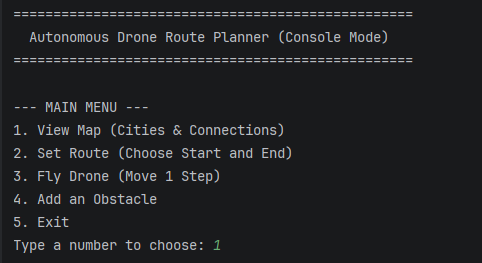 ==================================================
  Autonomous Drone Route Planner (Console Mode)
==================================================
--- MAIN MENU ---
1. View Map (Cities & Connections)
2. Set Route (Choose Start and End)
3. Fly Drone (Move 1 Step)
4. Add an Obstacle
5. Exit
Type a number to choose: 1